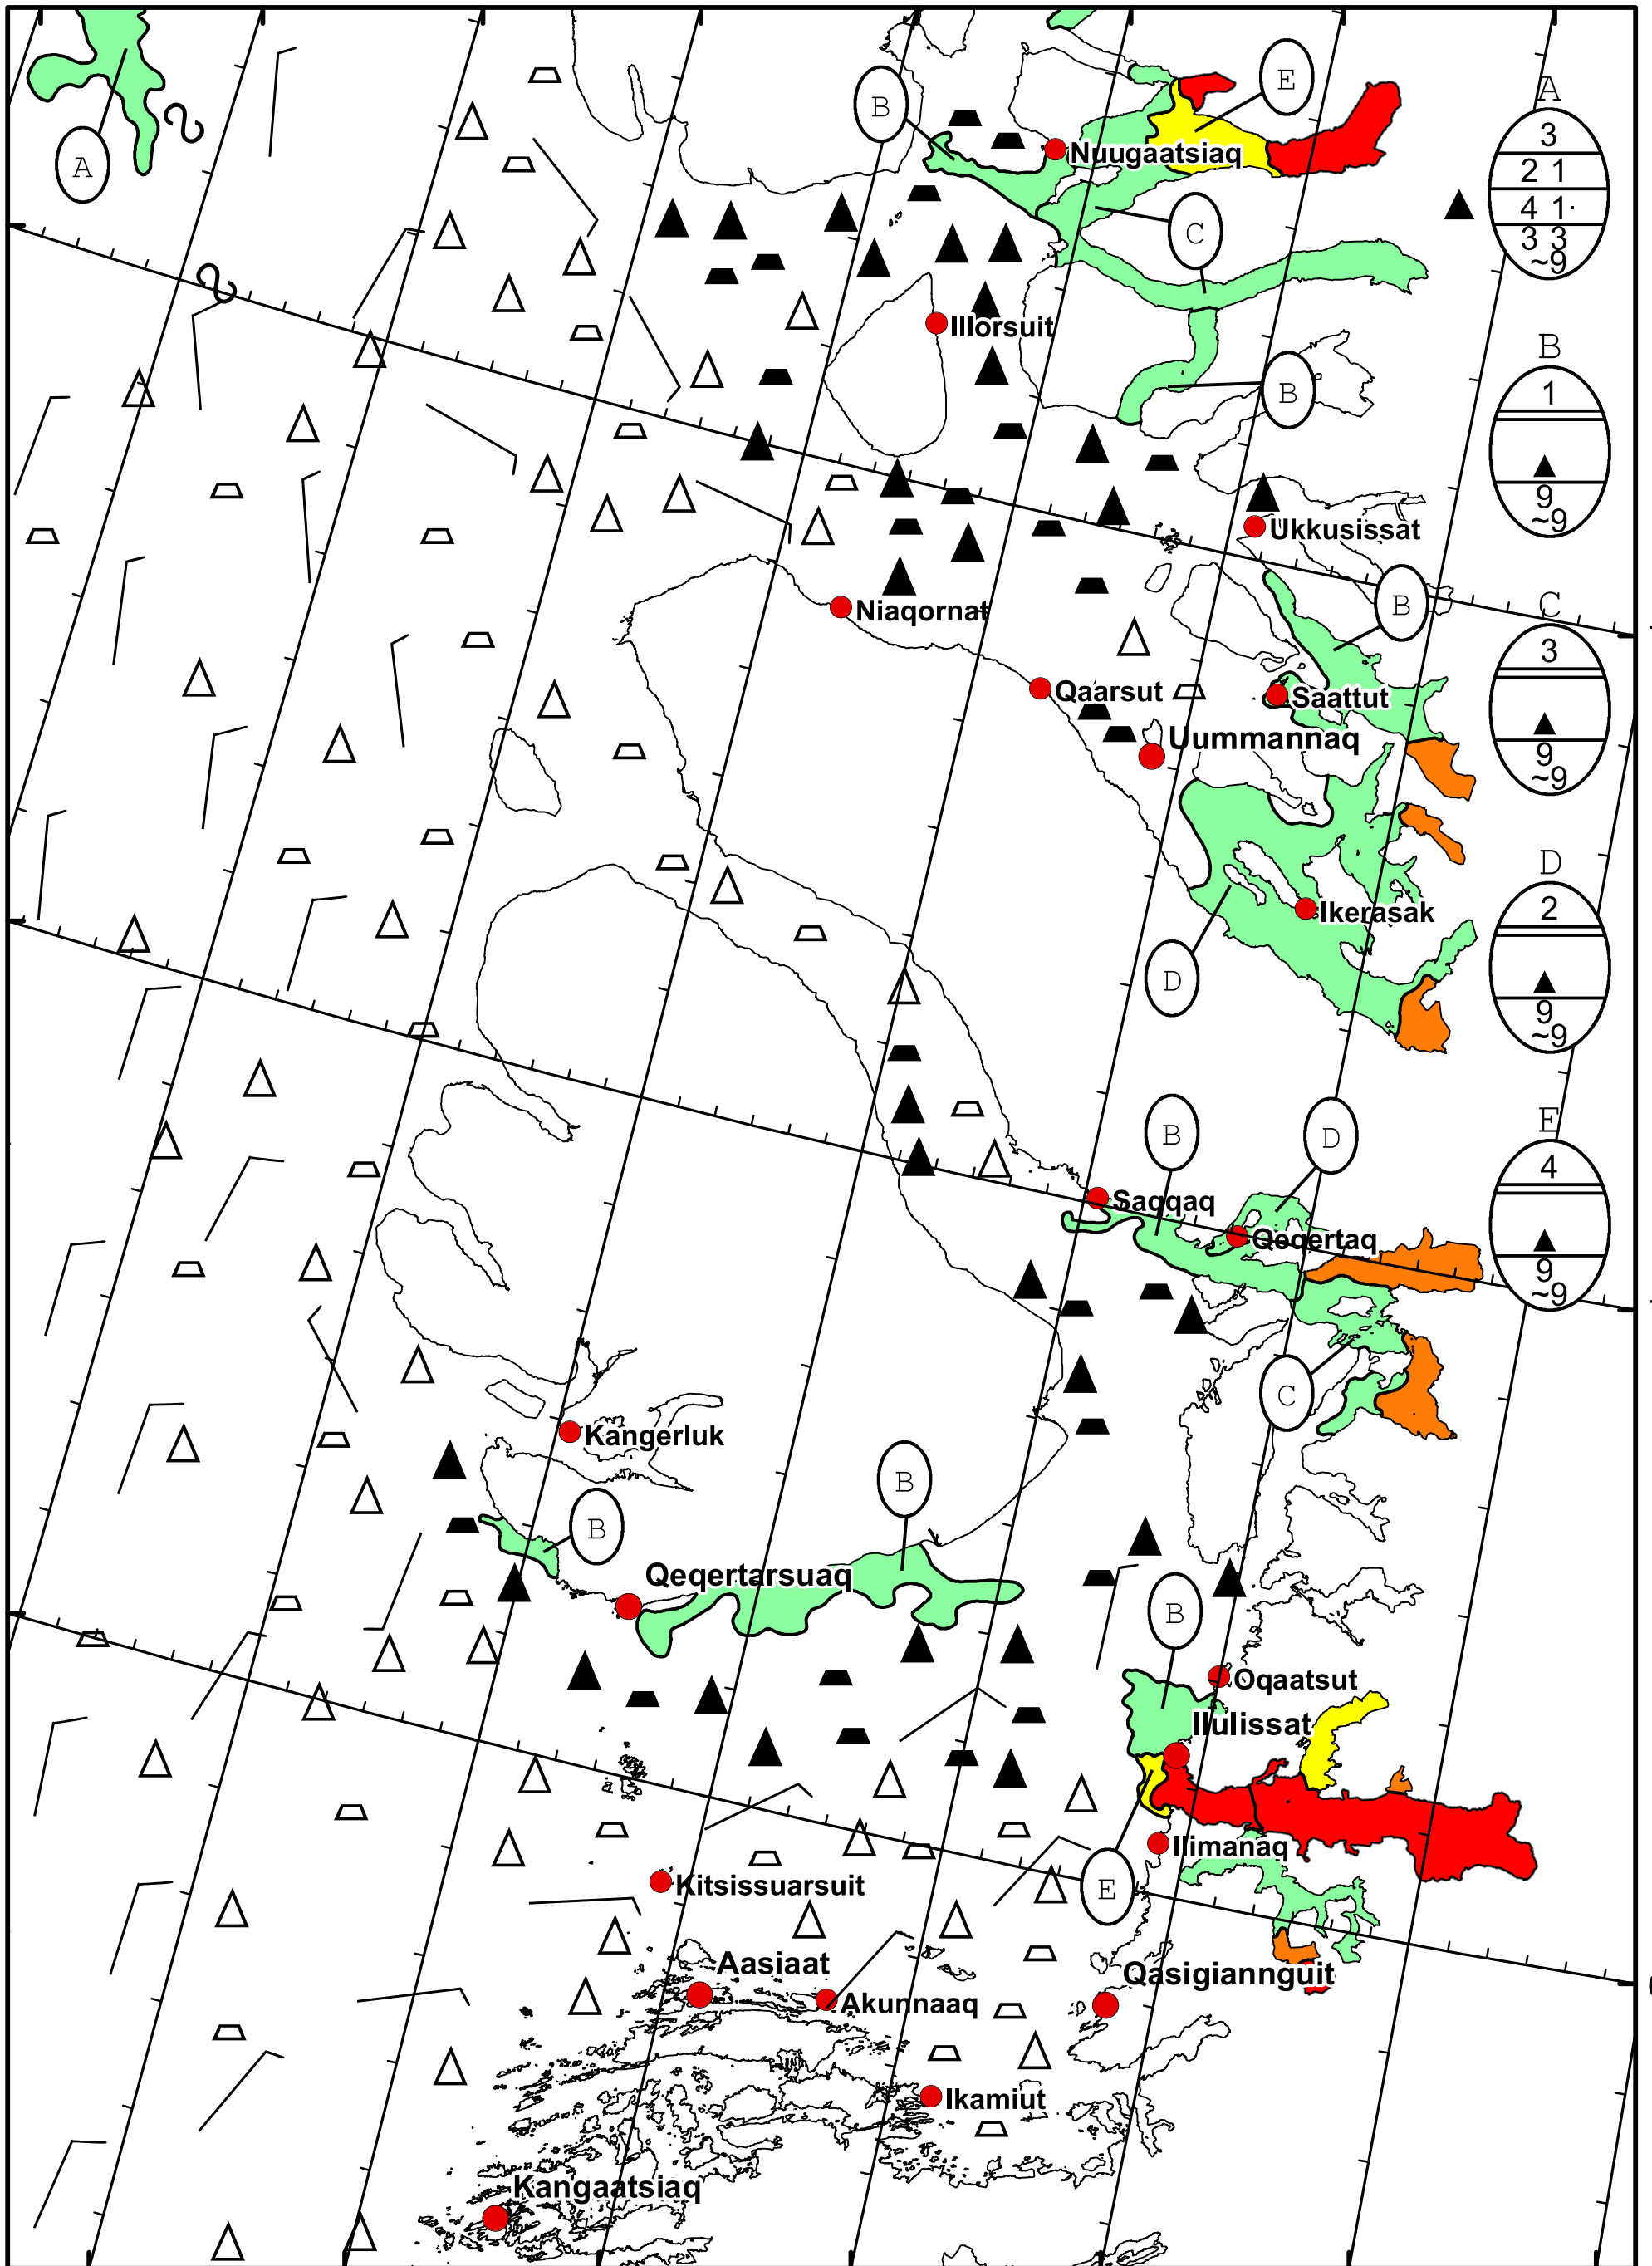 A
E
B
A
3
2 1
4 1·
3 3
~9
Nuugaatsiaq
C
Illorsuit
B
1
9
~9
B
Ukkusissat
Niaqornat
B
C
3
9
~9
Qaarsut
Saattut
Uummannaq
D
2
9
~9
Ikerasak
D
B
D
E
4
9
~9
Saqqaq
Qeqertaq
C
Kangerluk
B
B
Qeqertarsuaq
B
Oqaatsut
Ilulissat
Ilimanaq
E
Kitsissuarsuit
Aasiaat
Qasigiannguit
Akunnaaq
Ikamiut
Kangaatsiaq